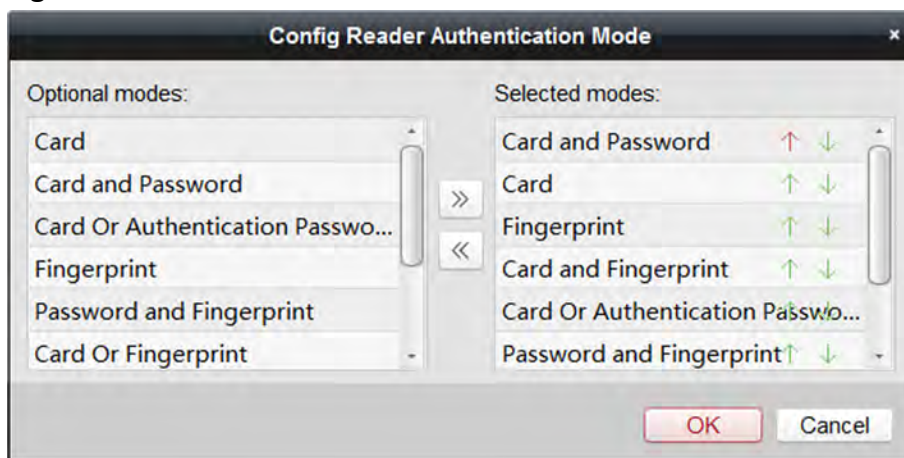 Config Reader Authentication Mode ×
Optional modes:
Card
Card and Password
Card Or Authentication Passwo...
Fingerprint
Password and Fingerprint
Card Or Fingerprint
»
«
Selected modes:
Card and Password ↑ ↓
Card ↑ ↓
Fingerprint ↑ ↓
Card and Fingerprint ↑ ↓
Card Or Authentication Passwo...
Password and Fingerprint ↑ ↓
OK Cancel